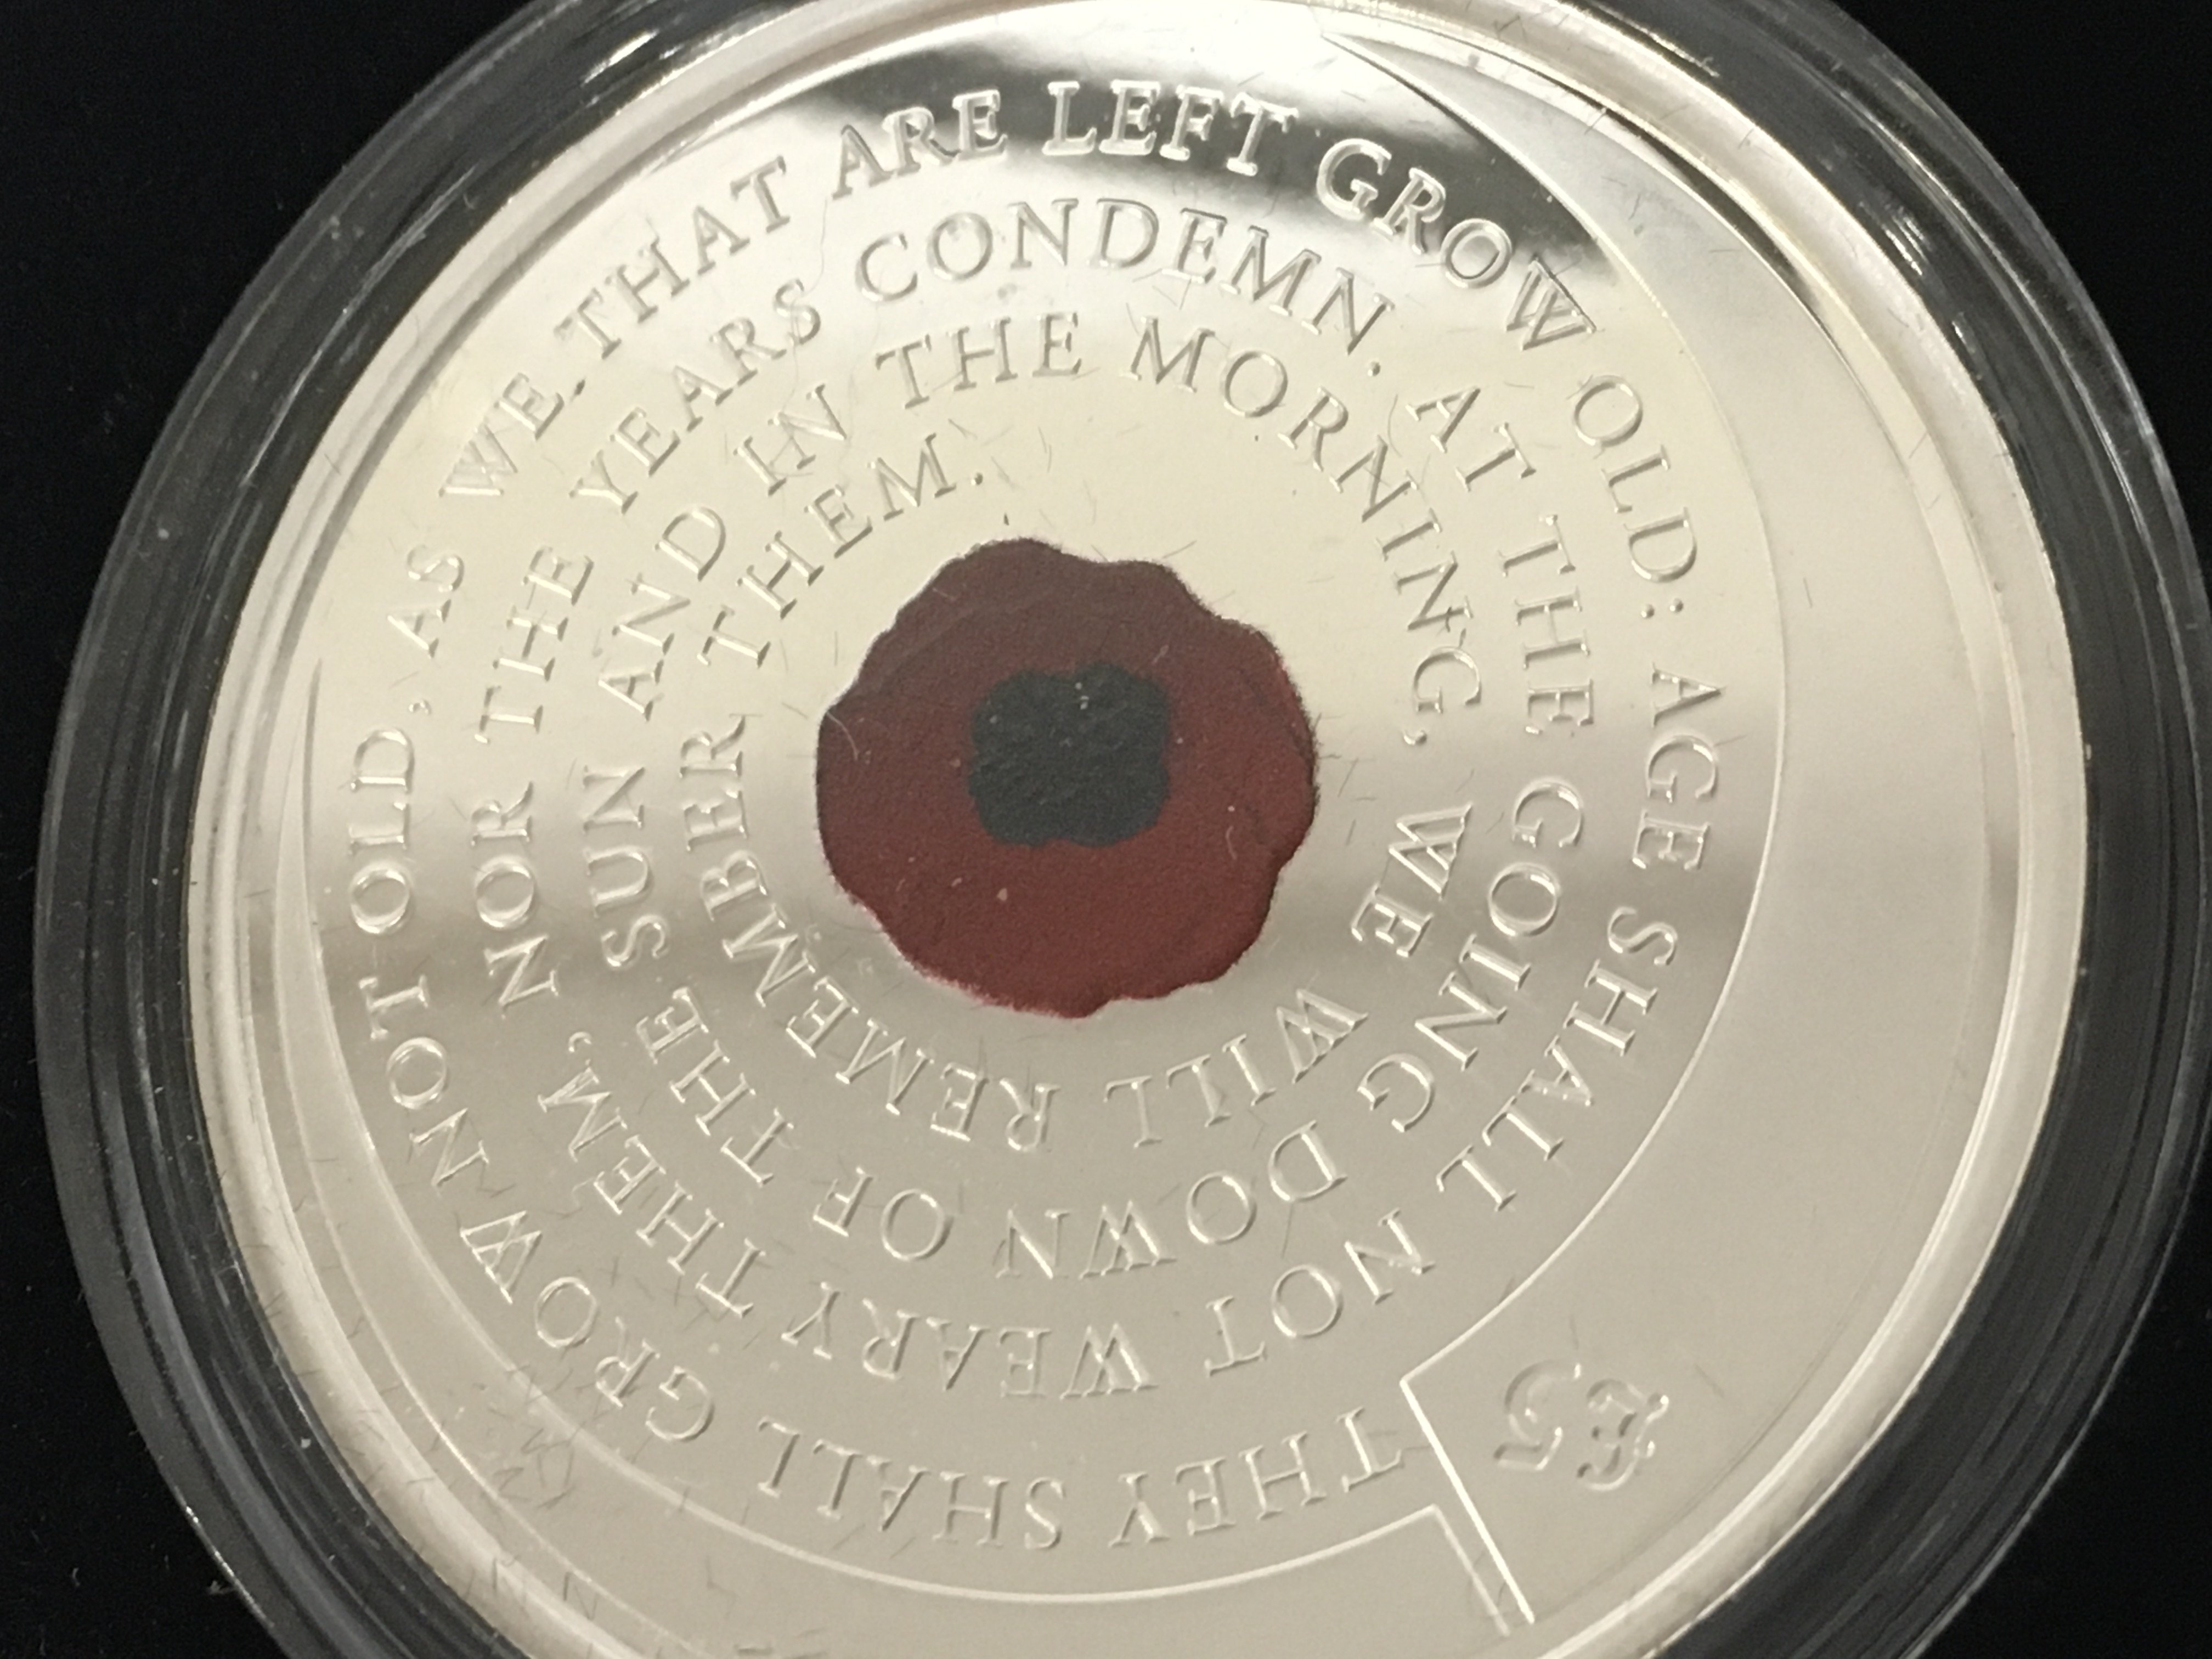 THEY SHALL GROW NOT OLD, AS WE THAT ARE LEFT GROW OLD: AGE SHALL NOT WEARY THEM, NOR THE YEARS CONDEMN. AT THE GOING DOWN OF THE SUN AND IN THE MORNING, WE WILL REMEMBER THEM.
£5